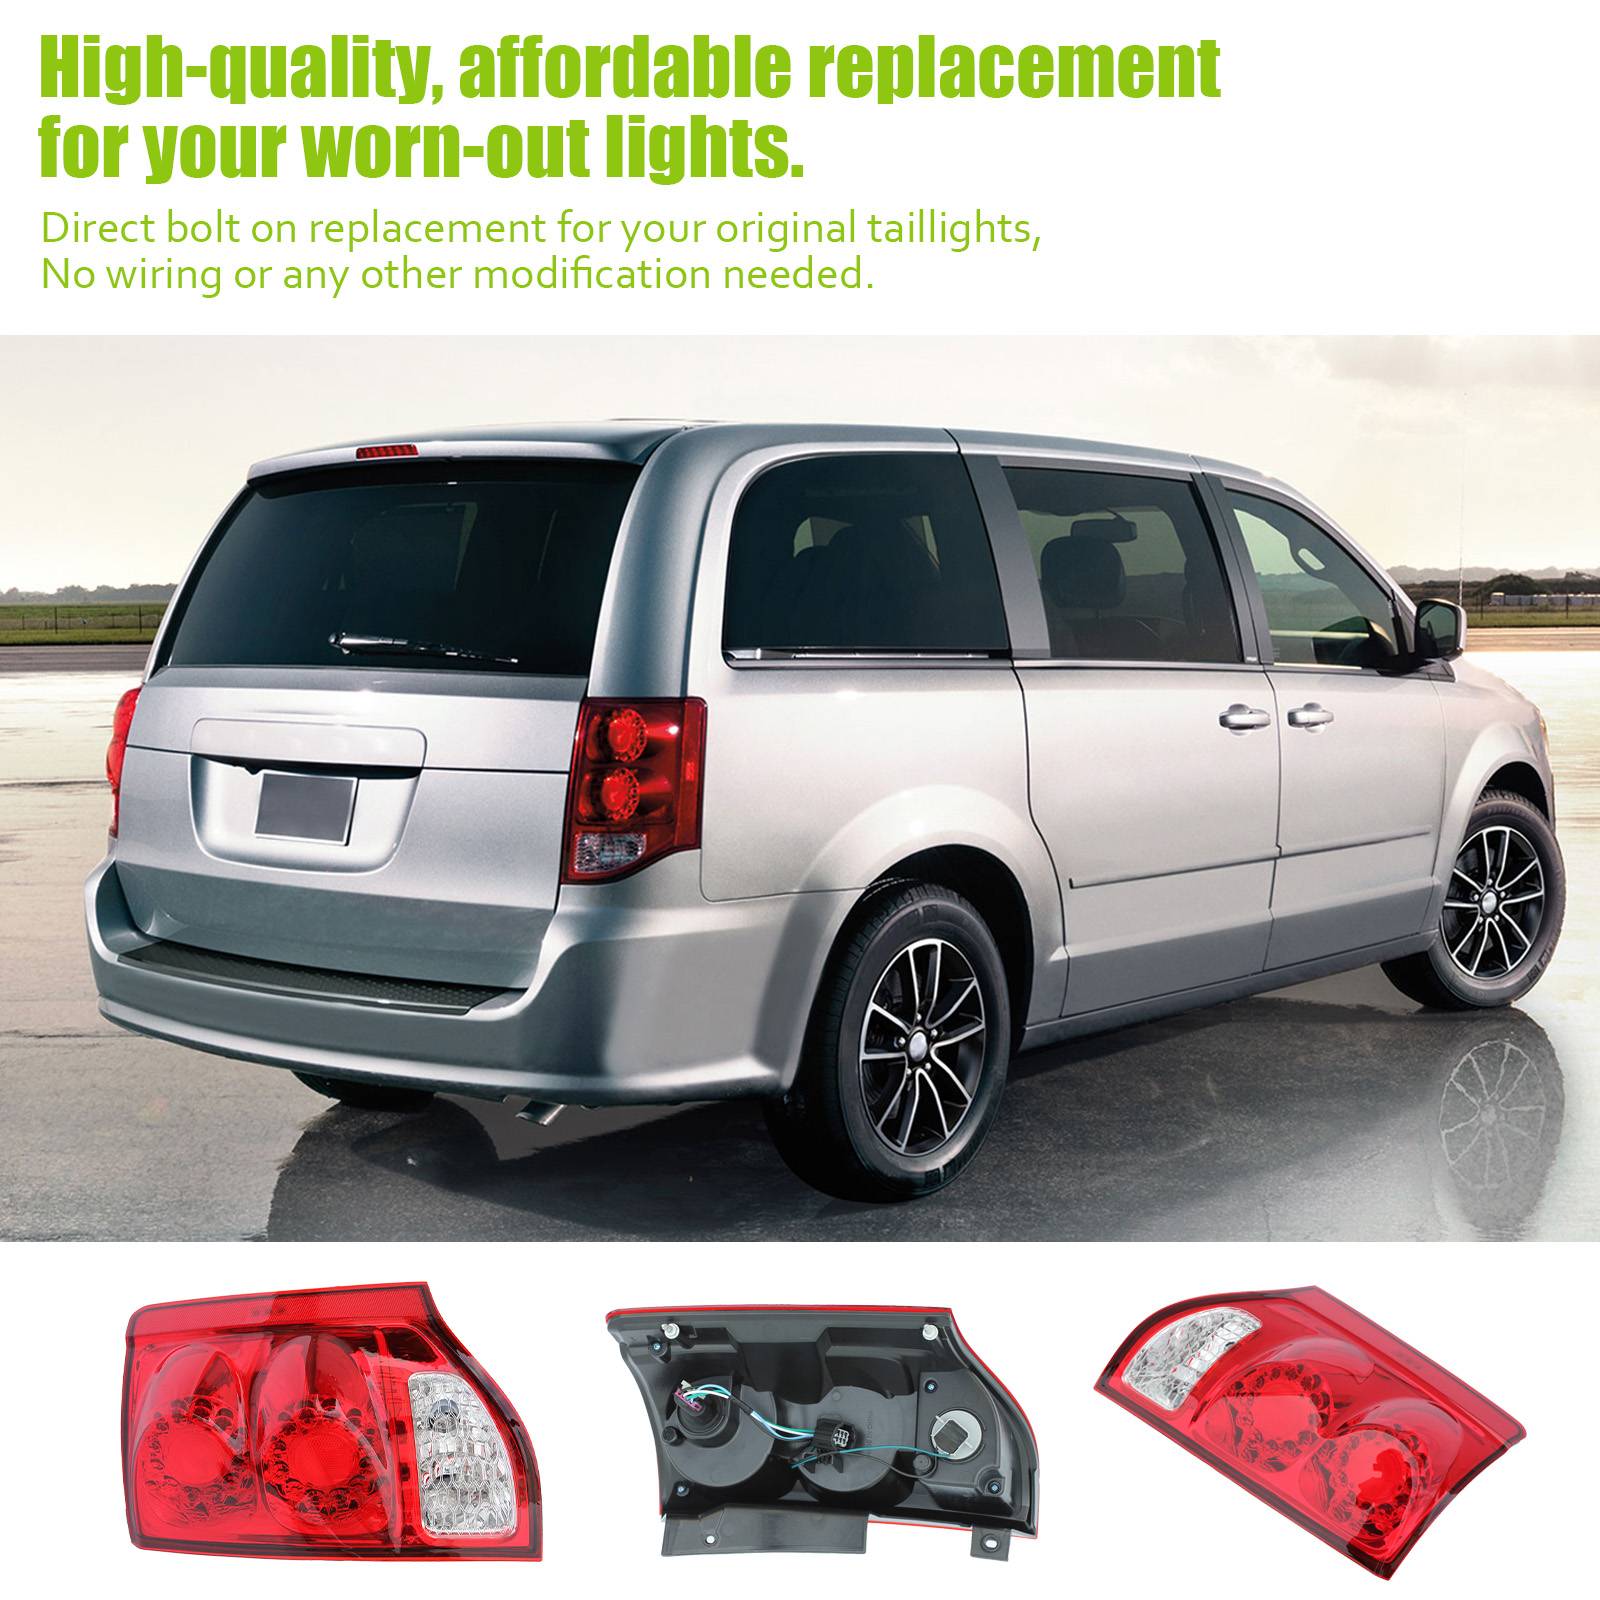 High-quality, affordable replacement
for your worn-out lights.
Direct bolt on replacement for your original taillights,
No wiring or any other modification needed.